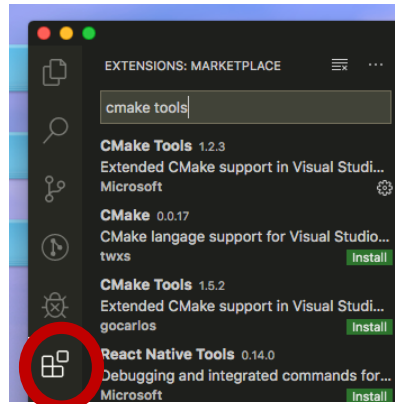 EXTENSIONS: MARKETPLACE
cmake tools
CMake Tools 1.2.3
Extended CMake support in Visual Studi...
Microsoft
CMake 0.0.17
CMake langage support for Visual Studio...
twxs Install
CMake Tools 1.5.2
Extended CMake support in Visual Studi...
gocarlos Install
React Native Tools 0.14.0
Debugging and integrated commands for...
Microsoft Install